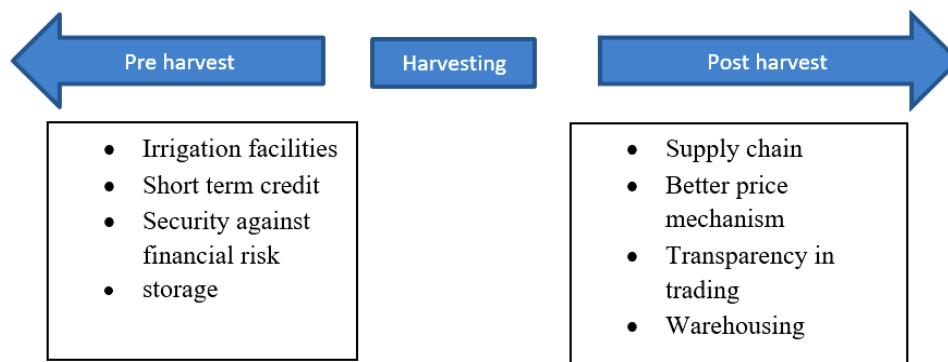 Pre harvest
Harvesting
Post harvest
• Irrigation facilities
• Short term credit
• Security against
financial risk
• storage
• Supply chain
• Better price
mechanism
• Transparency in
trading
• Warehousing